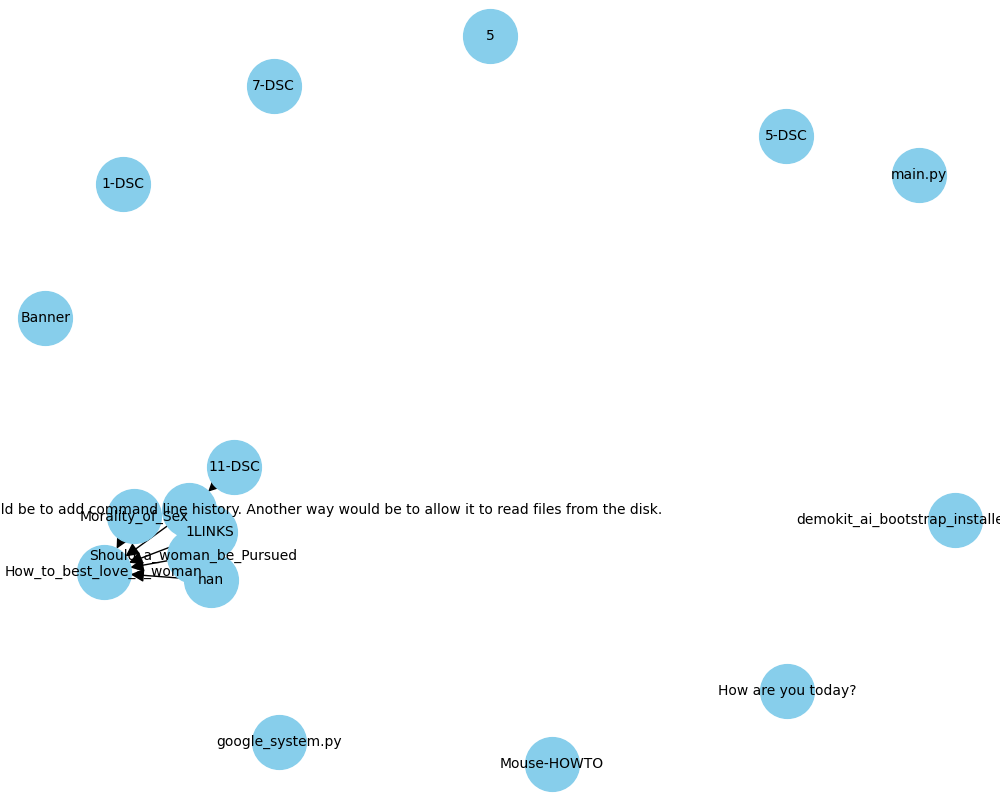 5
7-DSC
5-DSC
main.py
1-DSC
Banner
11-DSC
ld be to add command line history. Another way would be to allow it to read files from the disk.
Morality_of_Sex
demokit_ai_bootstrap_installe
1LINKS
Should_a_woman_be_Pursued
How_to_best_love_a_woman
han
How are you today?
google_system.py
Mouse-HOWTO